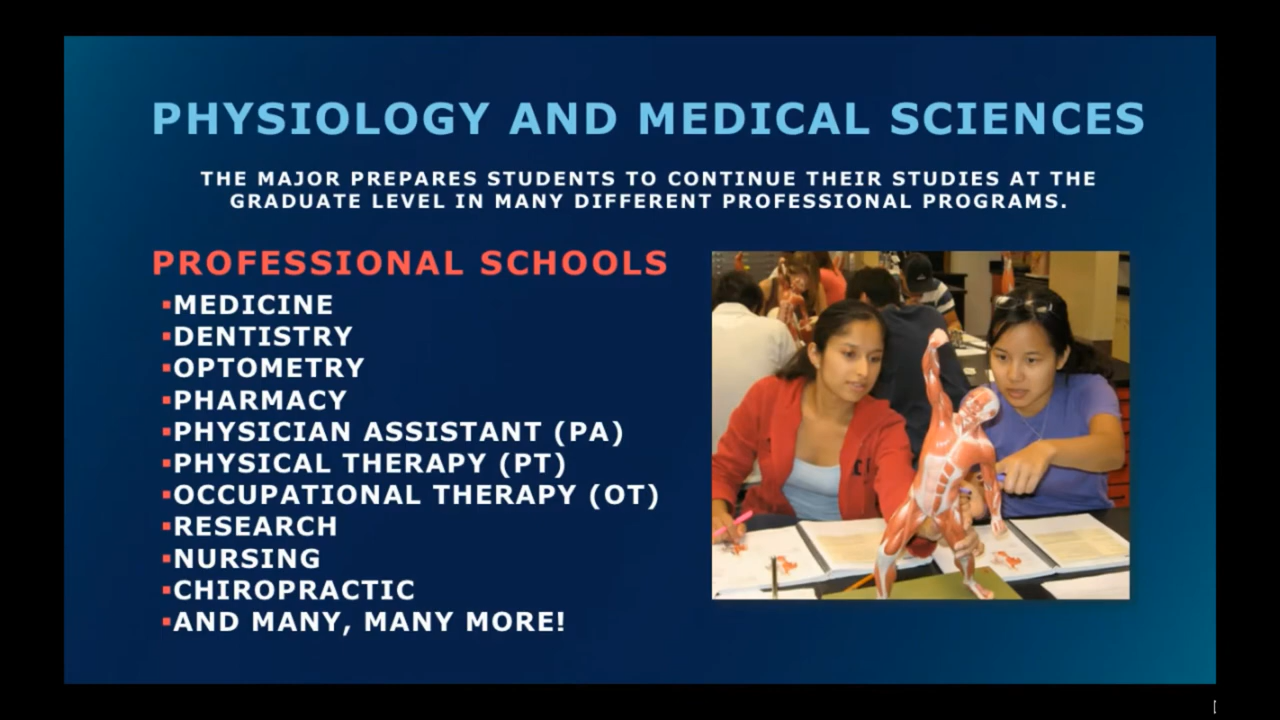 PHYSIOLOGY AND MEDICAL SCIENCES
THE MAJOR PREPARES STUDENTS TO CONTINUE THEIR STUDIES AT THE
GRADUATE LEVEL IN MANY DIFFERENT PROFESSIONAL PROGRAMS.
PROFESSIONAL SCHOOLS
▪MEDICINE
▪DENTISTRY
▪OPTOMETRY
▪PHARMACY
▪PHYSICIAN ASSISTANT (PA)
▪PHYSICAL THERAPY (PT)
▪OCCUPATIONAL THERAPY (OT)
▪RESEARCH
▪NURSING
▪CHIROPRACTIC
▪AND MANY, MANY MORE!